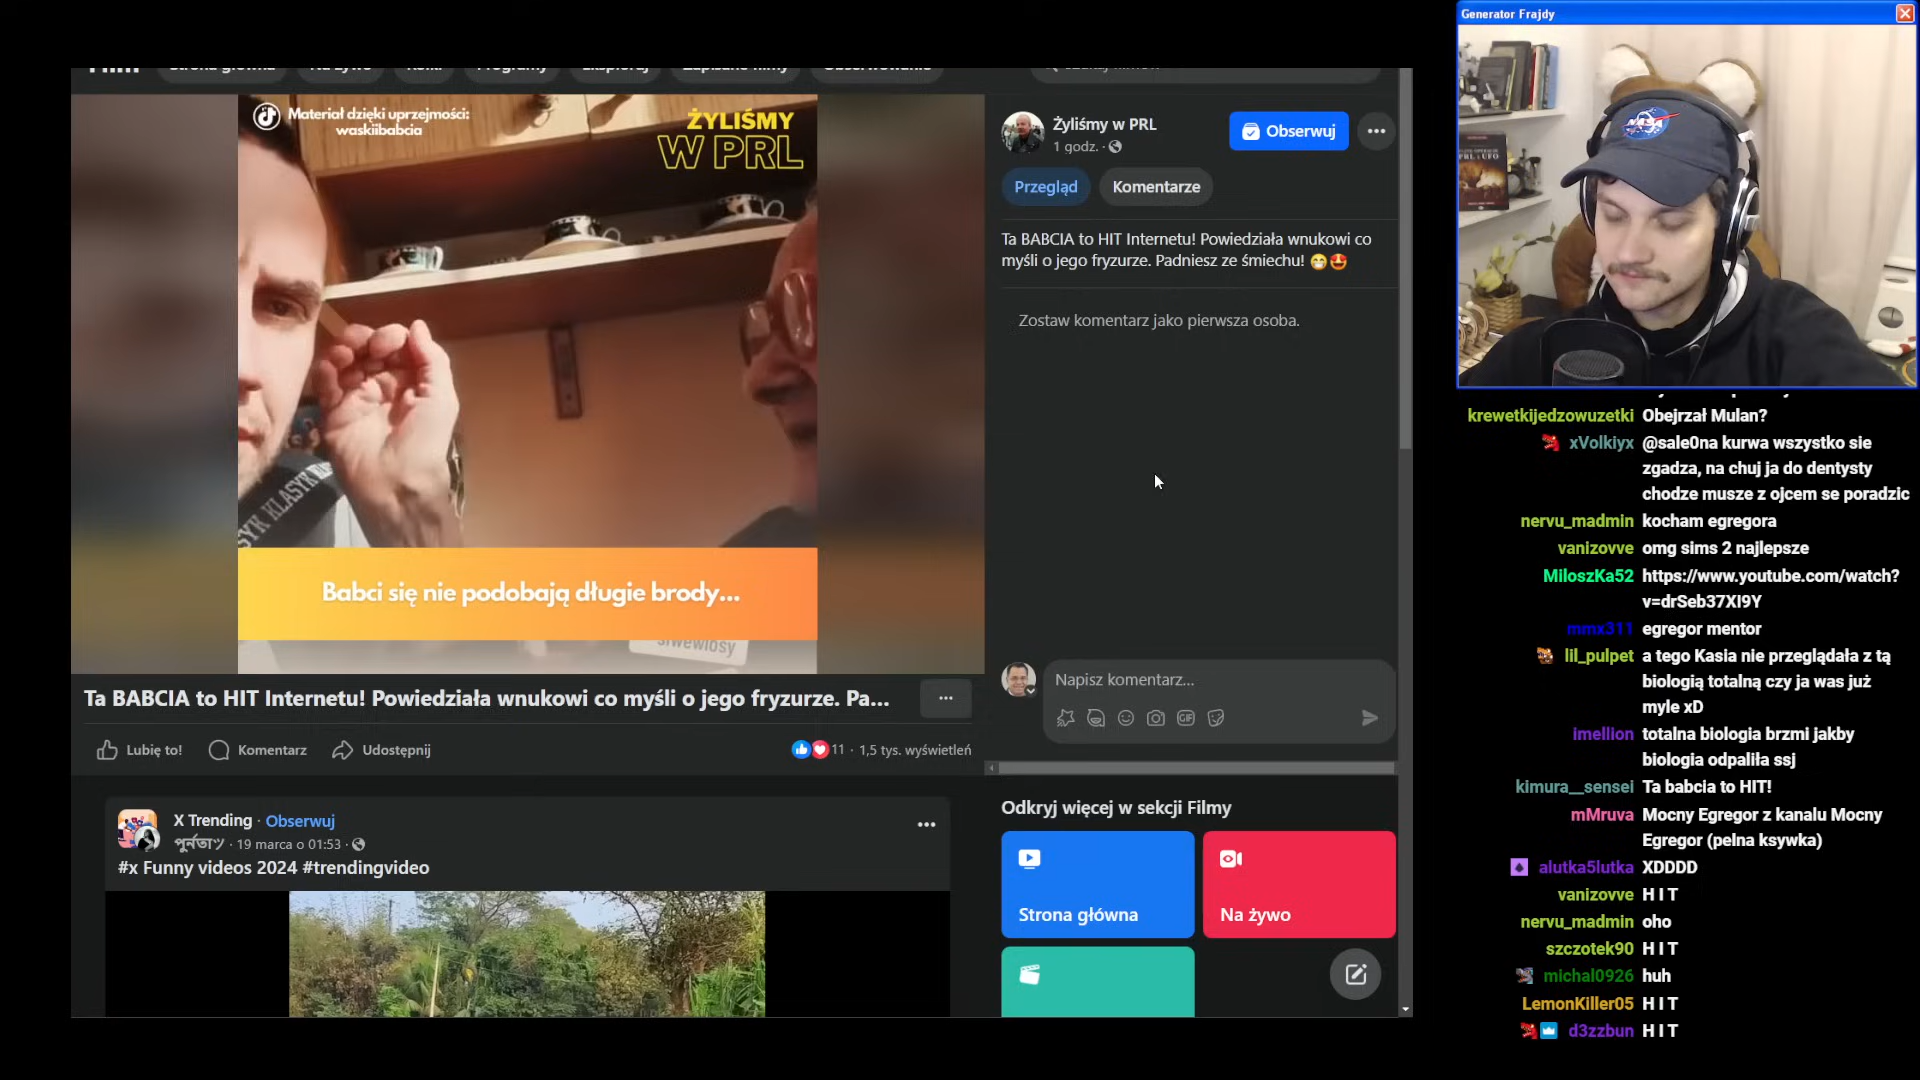 Generator Frajdy
Materiał dzięki uprzejmości:
waskiibabcia
ŻYLIŚMY
W PRL
KLASYK
Babci się nie podobają długie brody...
siwewlosy
Ta BABCIA to HIT Internetu! Powiedziała wnukowi co myśli o jego fryzurze. Pa...
Lubię to!
Komentarz
Udostępnij
11 · 1,5 tys. wyświetleń
X Trending · Obserwuj
19 marca o 01:53 ·
#x Funny videos 2024 #trendingvideo
Żyliśmy w PRL
1 godz. ·
Obserwuj
Przegląd
Komentarze
Ta BABCIA to HIT Internetu! Powiedziała wnukowi co
myśli o jego fryzurze. Padniesz ze śmiechu! 😁🤩
Zostaw komentarz jako pierwsza osoba.
Napisz komentarz...
GIF
Odkryj więcej w sekcji Filmy
Strona główna
Na żywo
NASA
krewetkijedzowuzetki Obejrzał Mulan?
xVolkiyx @sale0na kurwa wszystko sie
zgadza, na chuj ja do dentysty
chodze musze z ojcem se poradzic
nervu_madmin kocham egregora
vanizovve omg sims 2 najlepsze
MiloszKa52 https://www.youtube.com/watch?
v=drSeb37XI9Y
mmx311 egregor mentor
lil_pulpet a tego Kasia nie przeglądała z tą
biologią totalną czy ja was już
myle xD
imellion totalna biologia brzmi jakby
biologia odpaliła ssj
kimura__sensei Ta babcia to HIT!
mMruva Mocny Egregor z kanału Mocny
Egregor (pełna ksywka)
alutka5lutka XDDDD
vanizovve H I T
nervu_madmin oho
szczotek90 H I T
michal0926 huh
LemonKiller05 H I T
d3zzbun H I T